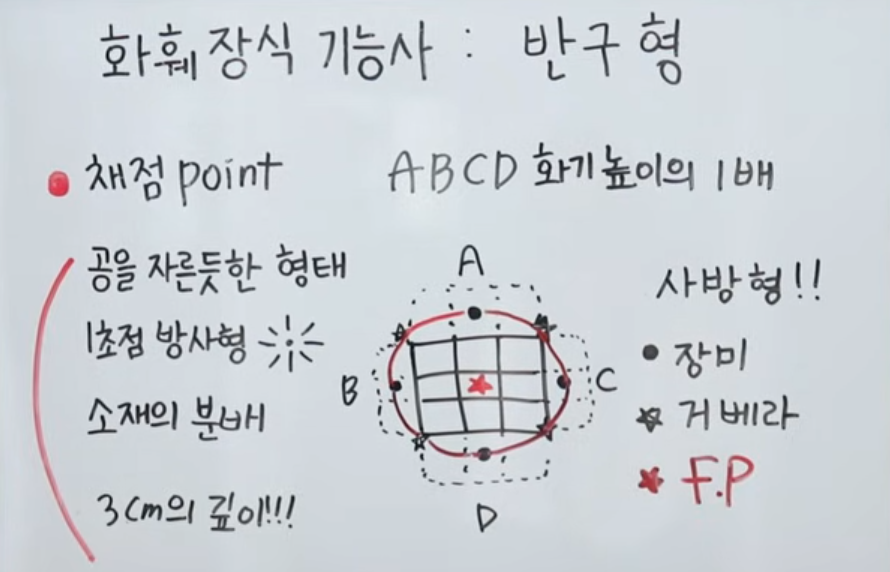 화훼장식 기능사 : 반구형
채점 point
ABCD 화기높이의 1배
공을 자른듯한 형태
1초점 방사형
소재의 분배
3cm의 깊이!!!
A
B
C
D
사방형!!
장미
거베라
F.P